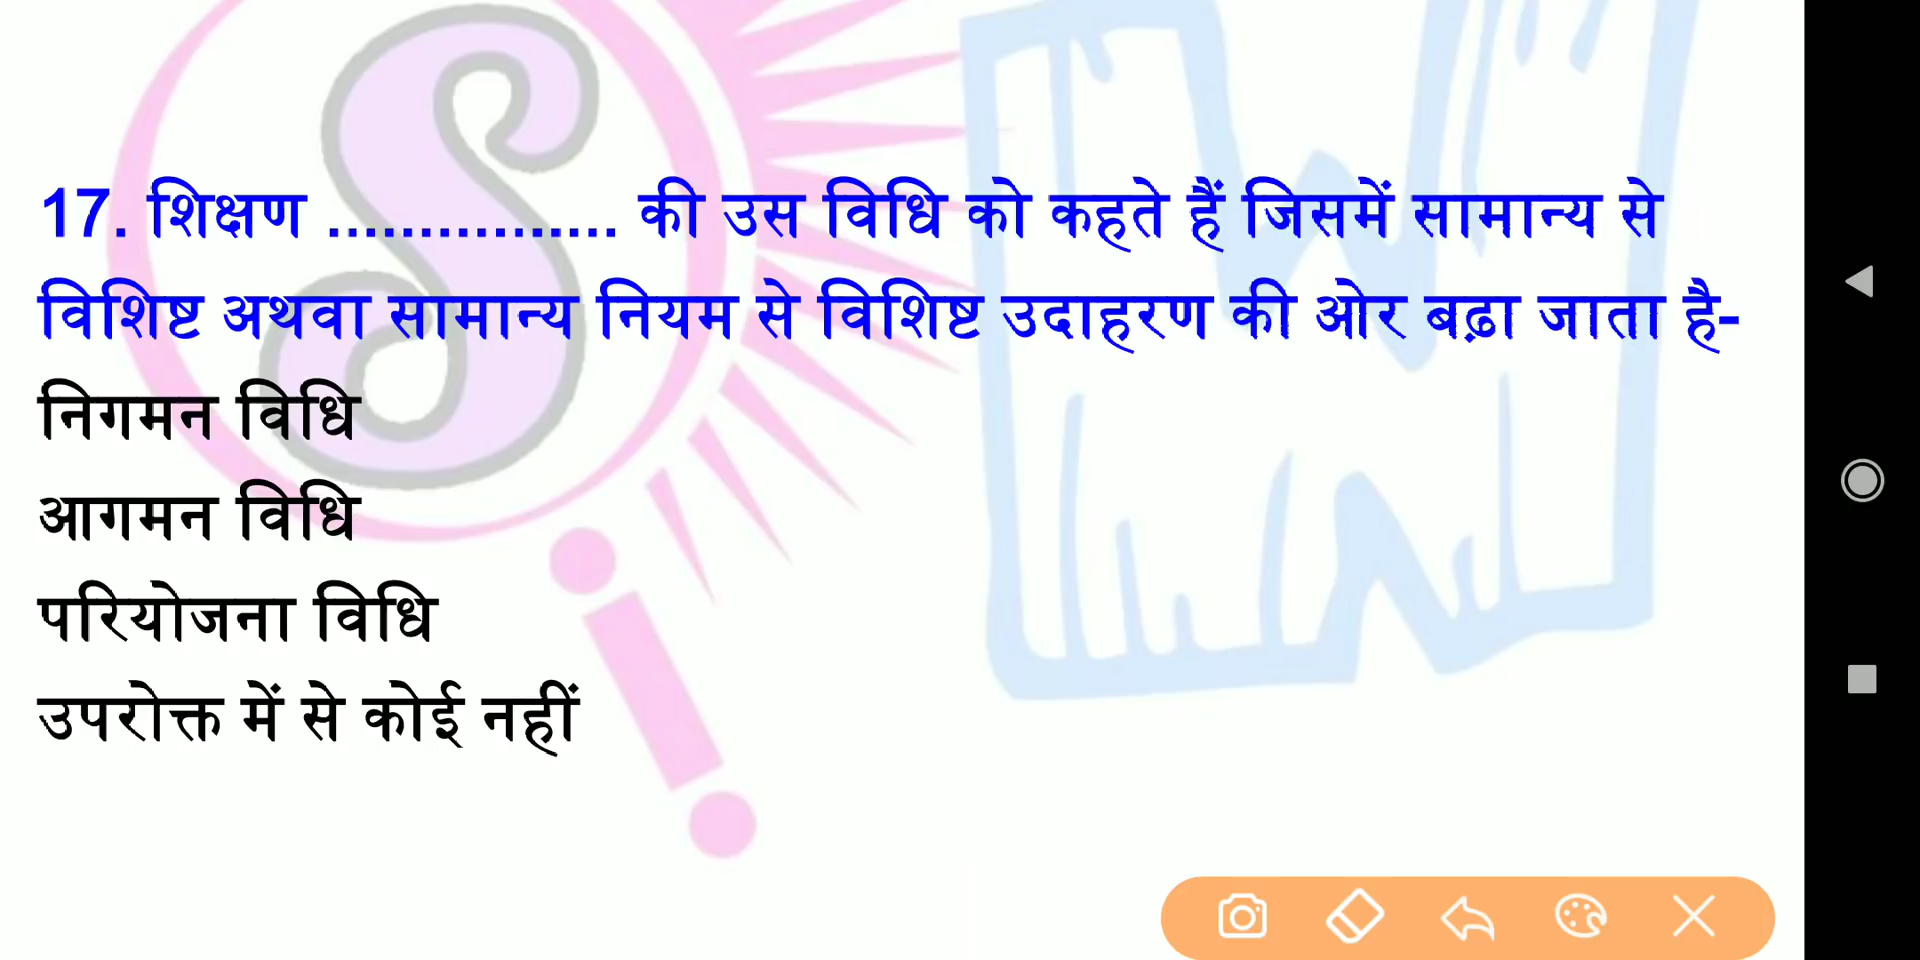 17. शिक्षण ................ की उस विधि को कहते हैं जिसमें सामान्य से
विशिष्ट अथवा सामान्य नियम से विशिष्ट उदाहरण की ओर बढ़ा जाता है-
निगमन विधि
आगमन विधि
परियोजना विधि
उपरोक्त में से कोई नहीं